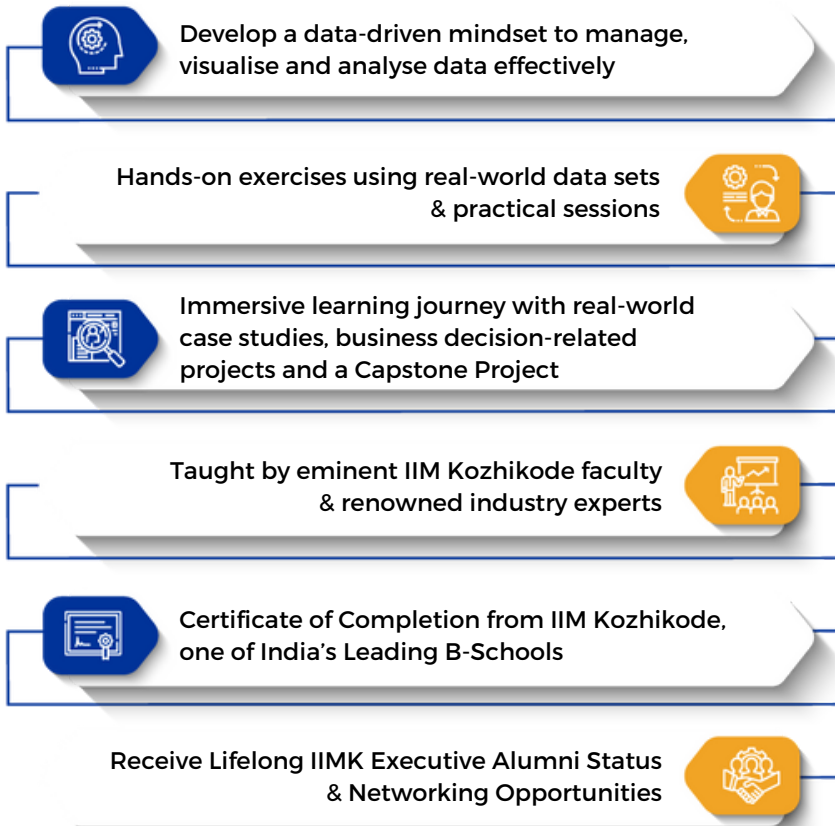 Develop a data-driven mindset to manage,
visualise and analyse data effectively
Hands-on exercises using real-world data sets
& practical sessions
Immersive learning journey with real-world
case studies, business decision-related
projects and a Capstone Project
Taught by eminent IIM Kozhikode faculty
& renowned industry experts
Certificate of Completion from IIM Kozhikode,
one of India’s Leading B-Schools
Receive Lifelong IIMK Executive Alumni Status
& Networking Opportunities